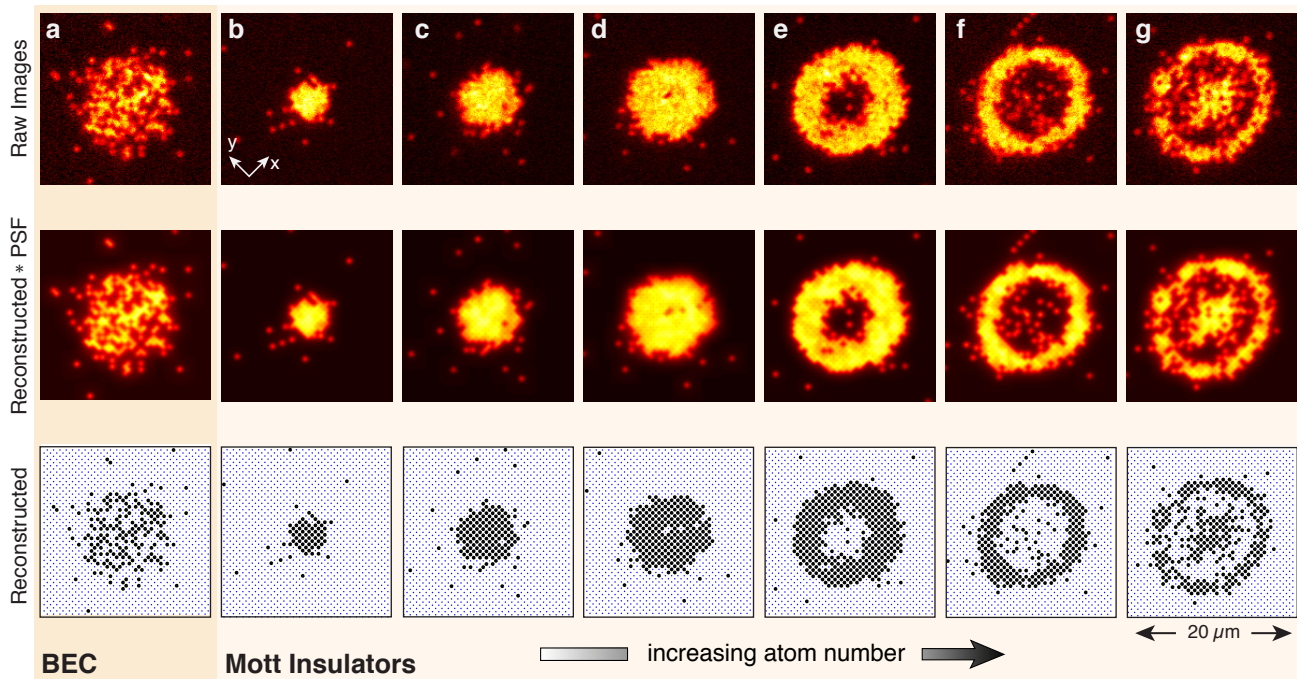 a b c d e f g
Raw Images
y x
Reconstructed * PSF
Reconstructed
20 µm
BEC Mott Insulators increasing atom number